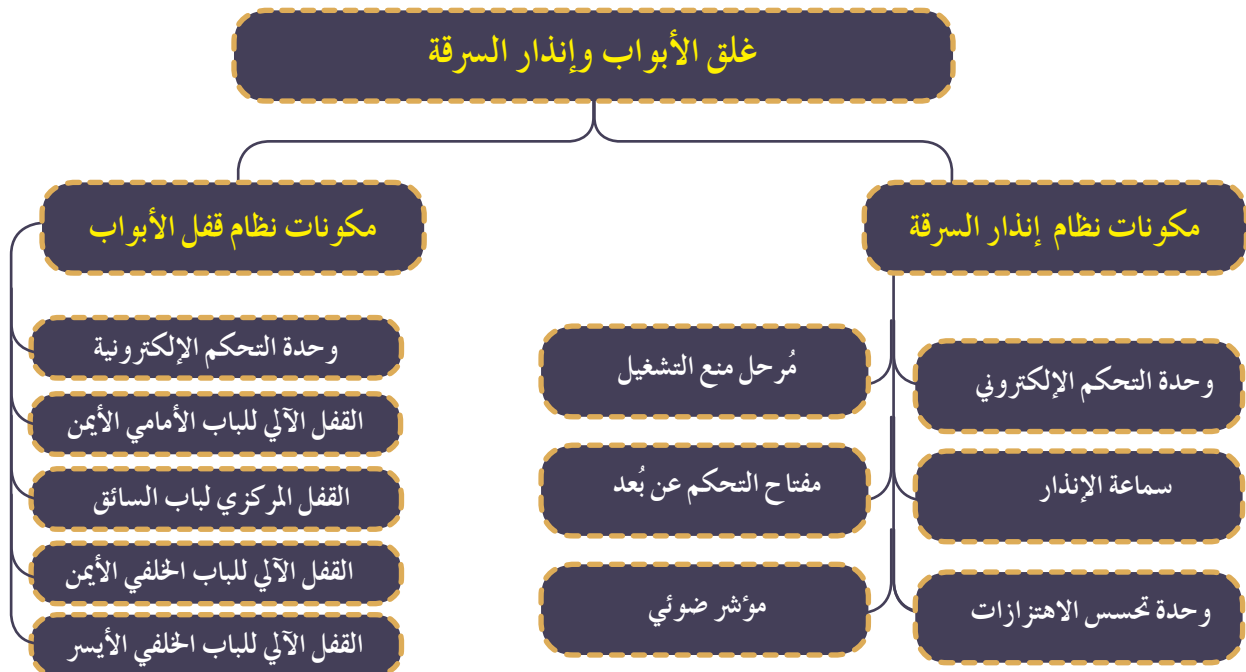 غلق الأبواب وإنذار السرقة
مكونات نظام إنذار السرقة
وحدة التحكم الإلكتروني
سماعة الإنذار
وحدة تحسس الاهتزازات
مُرحل منع التشغيل
مفتاح التحكم عن بُعد
مؤشر ضوئي
مكونات نظام قفل الأبواب
وحدة التحكم الإلكترونية
القفل الآلي للباب الأمامي الأيمن
القفل المركزي لباب السائق
القفل الآلي للباب الخلفي الأيمن
القفل الآلي للباب الخلفي الأيسر